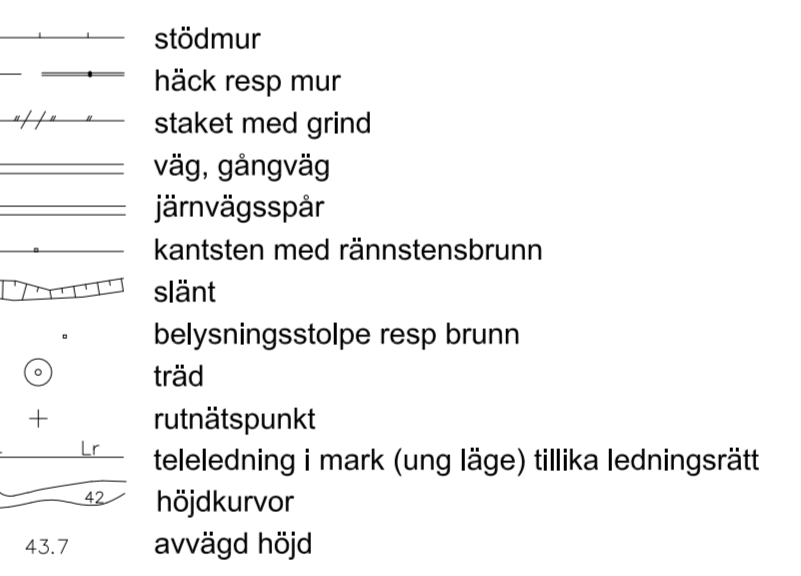 stödmur
häck resp mur
staket med grind
väg, gångväg
järnvägsspår
kantsten med rännstensbrunn
slänt
belysningsstolpe resp brunn
träd
rutnätspunkt
Lr teleledning i mark (ung läge) tillika ledningsrätt
42 höjdkurvor
43.7 avvägd höjd